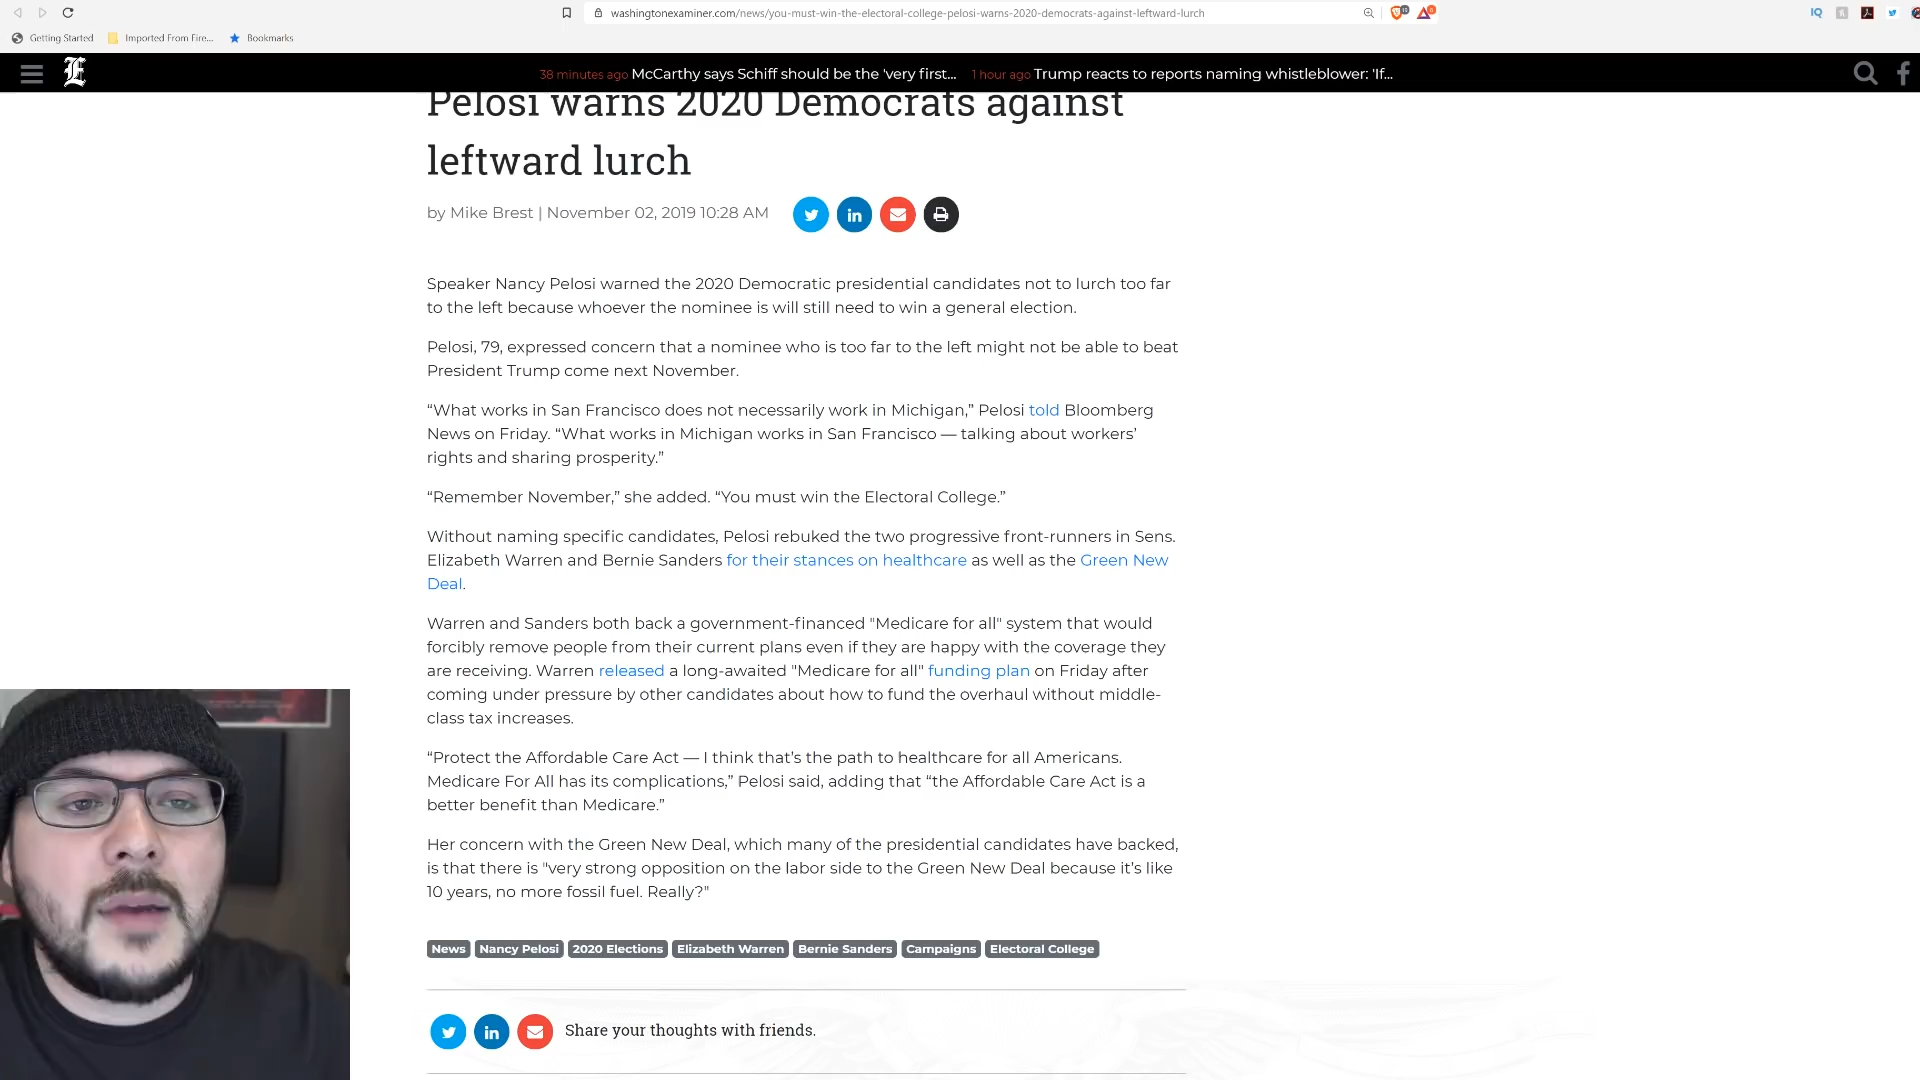 washingtonexaminer.com/news/you-must-win-the-electoral-college-pelosi-warns-2020-democrats-against-leftward-lurch
IQ
Getting Started
Imported From Fire...
Bookmarks
E
38 minutes ago McCarthy says Schiff should be the 'very first...
1 hour ago Trump reacts to reports naming whistleblower: 'If...
Pelosi warns 2020 Democrats against
leftward lurch
by Mike Brest | November 02, 2019 10:28 AM
Speaker Nancy Pelosi warned the 2020 Democratic presidential candidates not to lurch too far
to the left because whoever the nominee is will still need to win a general election.
Pelosi, 79, expressed concern that a nominee who is too far to the left might not be able to beat
President Trump come next November.
“What works in San Francisco does not necessarily work in Michigan,” Pelosi told Bloomberg
News on Friday. “What works in Michigan works in San Francisco — talking about workers’
rights and sharing prosperity.”
“Remember November,” she added. “You must win the Electoral College.”
Without naming specific candidates, Pelosi rebuked the two progressive front-runners in Sens.
Elizabeth Warren and Bernie Sanders for their stances on healthcare as well as the Green New
Deal.
Warren and Sanders both back a government-financed "Medicare for all" system that would
forcibly remove people from their current plans even if they are happy with the coverage they
are receiving. Warren released a long-awaited "Medicare for all" funding plan on Friday after
coming under pressure by other candidates about how to fund the overhaul without middle-
class tax increases.
“Protect the Affordable Care Act — I think that’s the path to healthcare for all Americans.
Medicare For All has its complications,” Pelosi said, adding that “the Affordable Care Act is a
better benefit than Medicare.”
Her concern with the Green New Deal, which many of the presidential candidates have backed,
is that there is "very strong opposition on the labor side to the Green New Deal because it’s like
10 years, no more fossil fuel. Really?"
News Nancy Pelosi 2020 Elections Elizabeth Warren Bernie Sanders Campaigns Electoral College
Share your thoughts with friends.